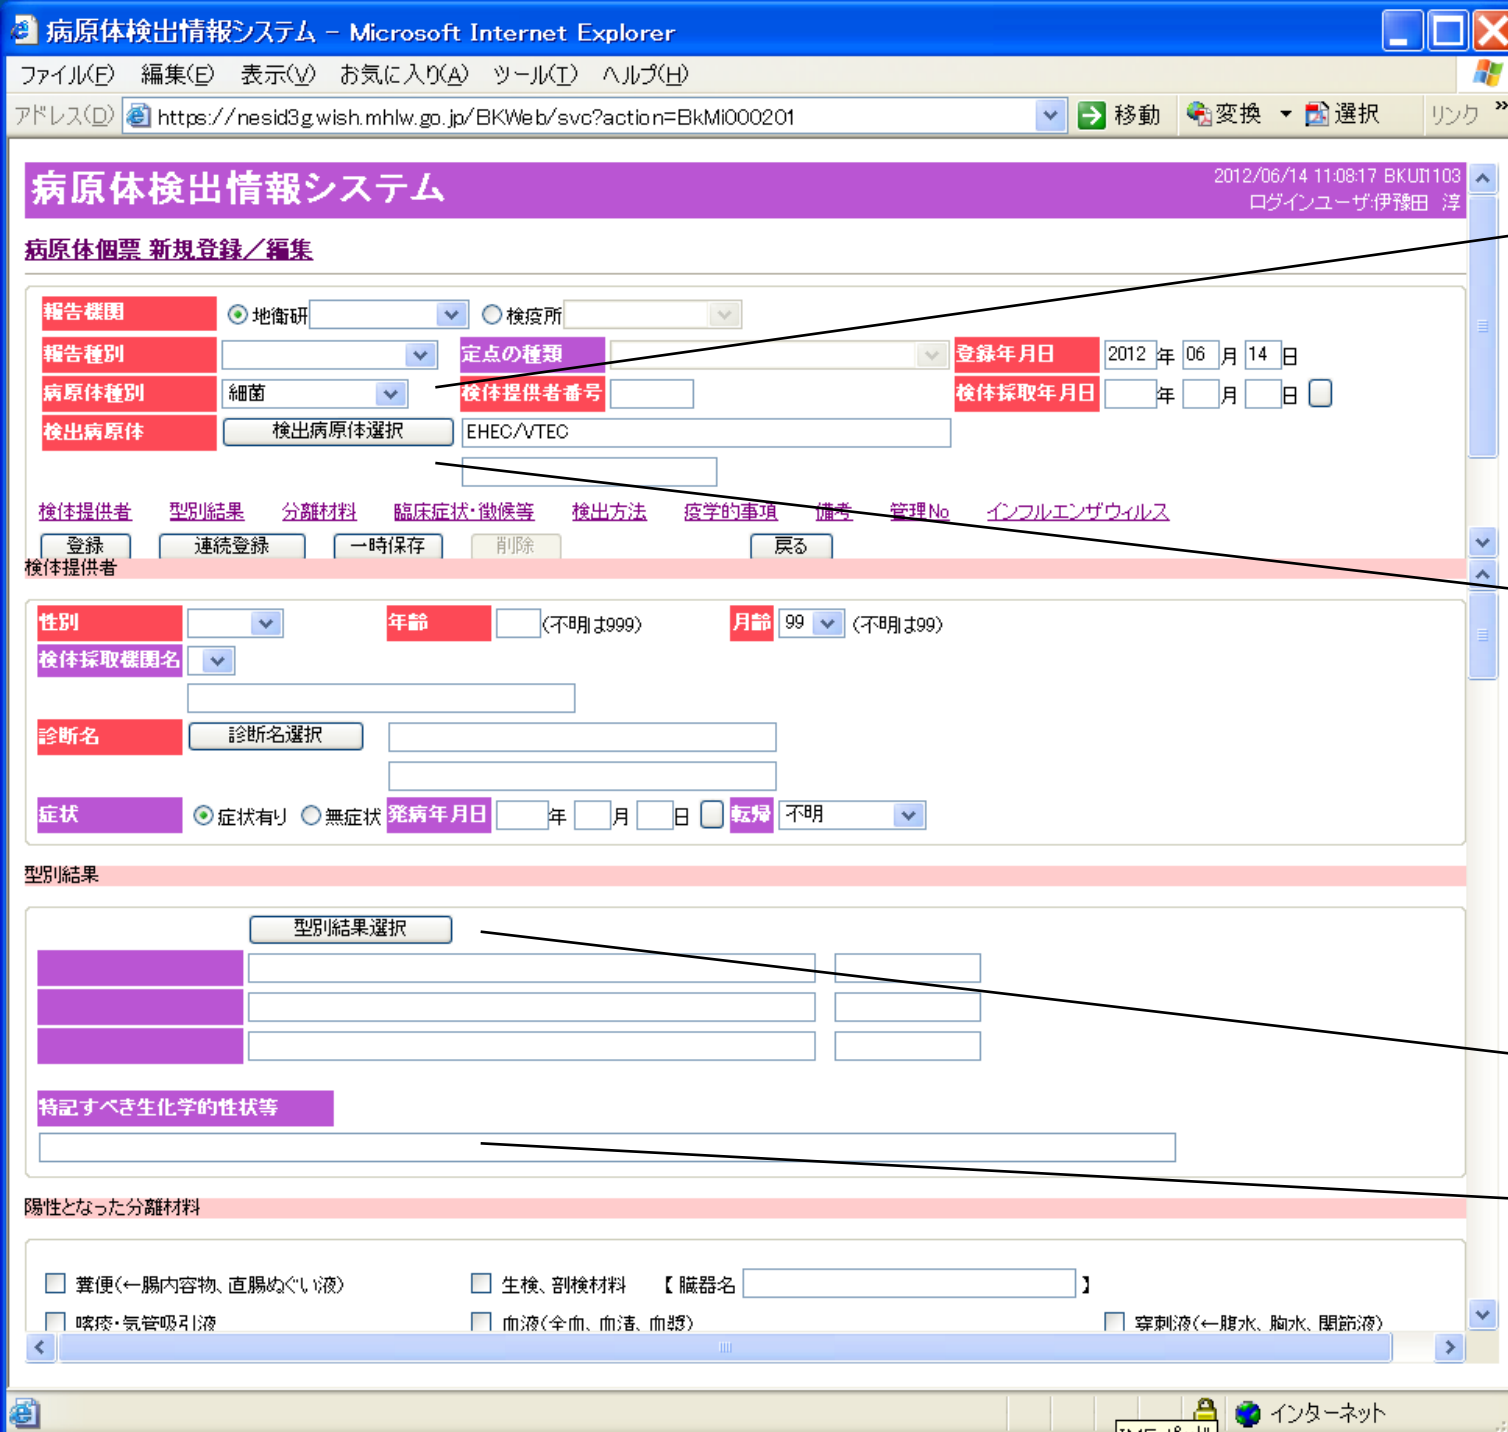 病原体検出情報システム - Microsoft Internet Explorer
ファイル(F) 編集(E) 表示(V) お気に入り(A) ツール(T) ヘルプ(H)
アドレス(D) https://nesid3g.wish.mhlw.go.jp/BKWeb/svc?action=BkMi000201 移動 変換 選択 リンク »
病原体検出情報システム
2012/06/14 11:08:17 BKUI1103
ログインユーザ:伊豫田 淳
病原体個票 新規登録／編集
報告機関 地衛研 検疫所
報告種別 定点の種類 登録年月日 2012 年 06 月 14 日
病原体種別 細菌 検体提供者番号 検体採取年月日 年 月 日
検出病原体 検出病原体選択 EHEC/VTEC
検体提供者 型別結果 分離材料 臨床症状・徴候等 検出方法 疫学的事項 備考 管理No インフルエンザウィルス
登録 連続登録 一時保存 削除 戻る
検体提供者
性別 年齢 (不明は999) 月齢 99 (不明は99)
検体採取機関名
診断名 診断名選択
症状 症状有り 無症状 発病年月日 年 月 日 転帰 不明
型別結果
型別結果選択
特記すべき生化学的性状等
陽性となった分離材料
糞便(←腸内容物、直腸ぬぐい液) 生検、剖検材料 【 臓器名 】
喀痰・気管吸引液 血液(全血、血清、血漿) 穿刺液(←腹水、胸水、関節液)
インターネット